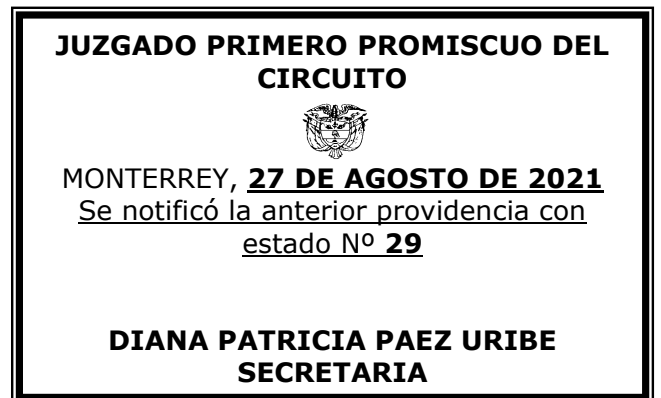 JUZGADO PRIMERO PROMISCUO DEL
CIRCUITO
MONTERREY, 27 DE AGOSTO DE 2021
Se notificó la anterior providencia con
estado Nº 29
DIANA PATRICIA PAEZ URIBE
SECRETARIA